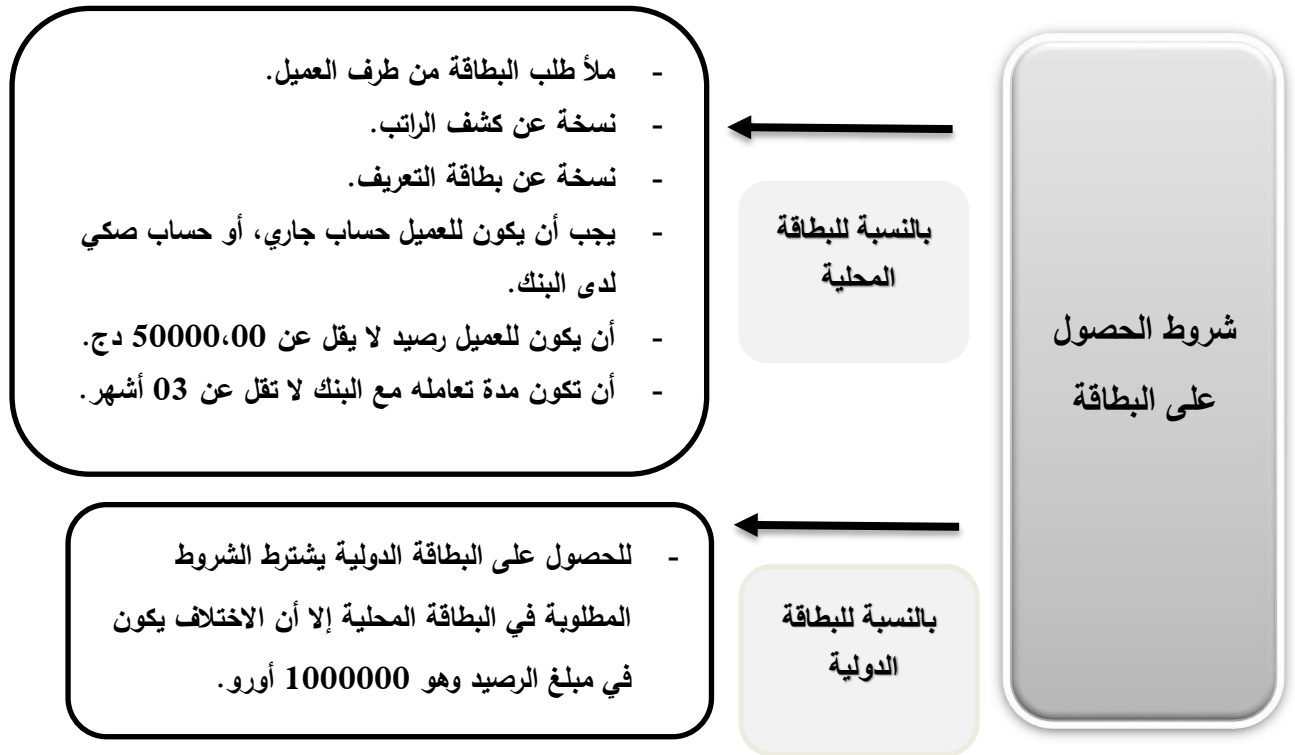 شروط الحصول
على البطاقة
بالنسبة للبطاقة
المحلية
- ملأ طلب البطاقة من طرف العميل.
- نسخة عن كشف الراتب.
- نسخة عن بطاقة التعريف.
- يجب أن يكون للعميل حساب جاري، أو حساب صكي
لدى البنك.
- أن يكون للعميل رصيد لا يقل عن 50000،00 دج.
- أن تكون مدة تعامله مع البنك لا تقل عن 03 أشهر.
بالنسبة للبطاقة
الدولية
- للحصول على البطاقة الدولية يشترط الشروط
المطلوبة في البطاقة المحلية إلا أن الاختلاف يكون
في مبلغ الرصيد وهو 1000000 أورو.